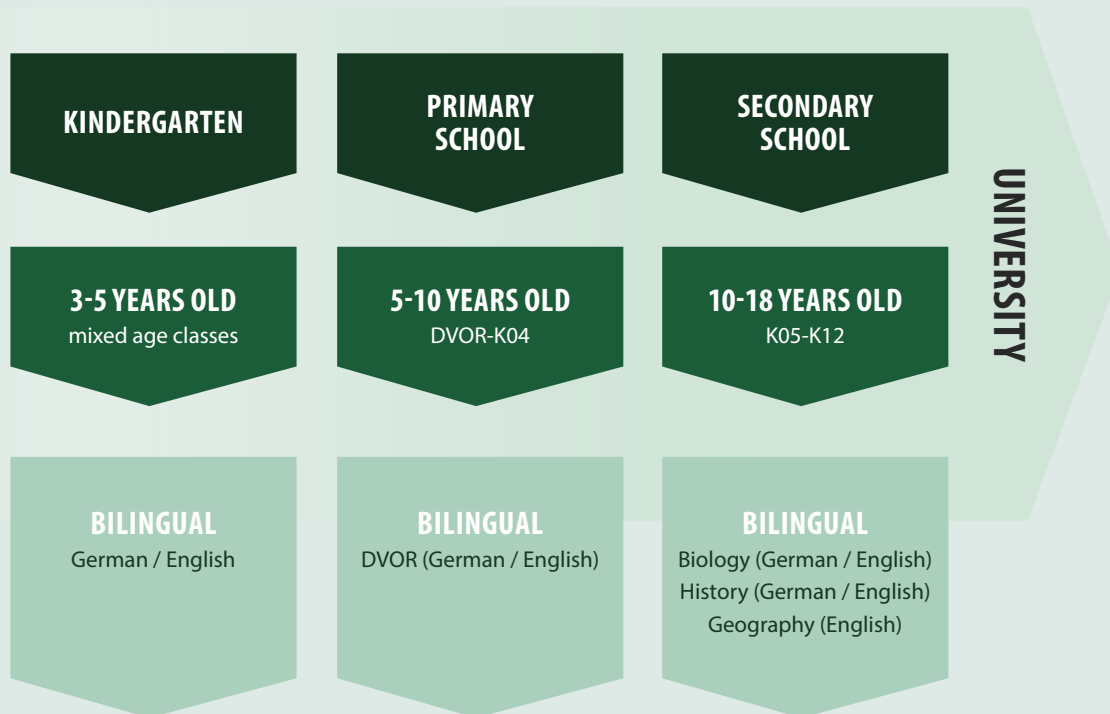 KINDERGARTEN
PRIMARY
SCHOOL
SECONDARY
SCHOOL
3-5 YEARS OLD
mixed age classes
5-10 YEARS OLD
DVOR-K04
10-18 YEARS OLD
K05-K12
BILINGUAL
German / English
BILINGUAL
DVOR (German / English)
BILINGUAL
Biology (German / English)
History (German / English)
Geography (English)
UNIVERSITY